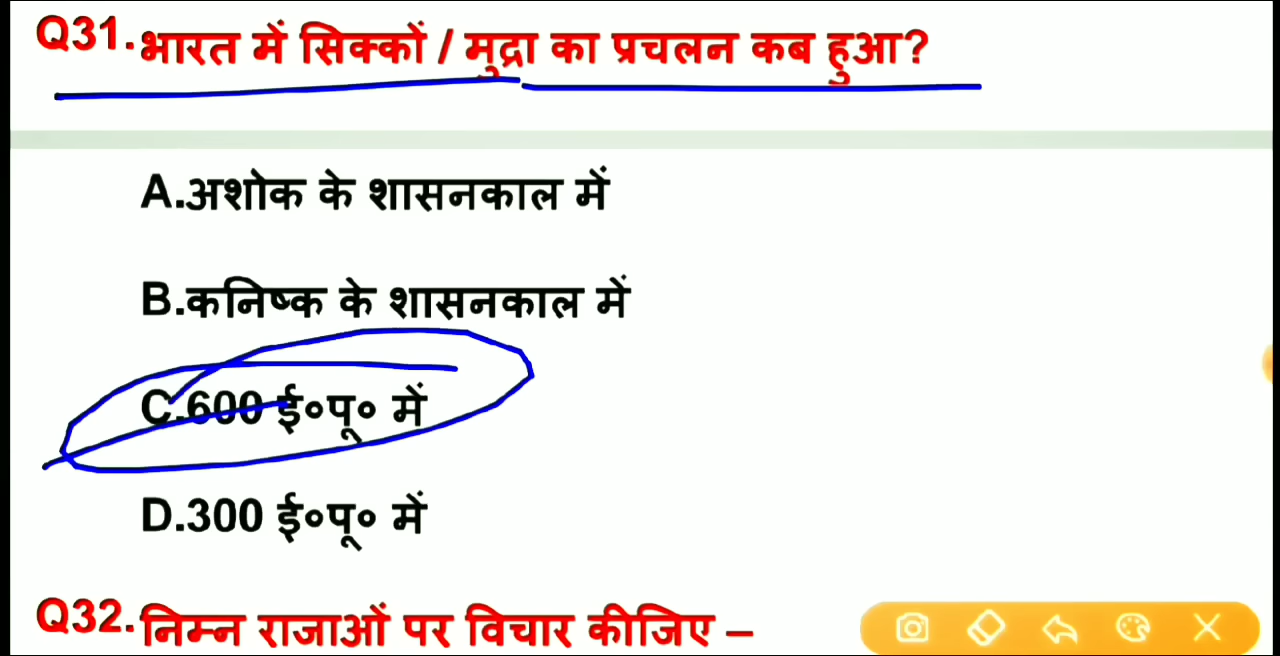 Q31.भारत में सिक्कों / मुद्रा का प्रचलन कब हुआ?
A.अशोक के शासनकाल में
B.कनिष्क के शासनकाल में
C.600 ई०पू० में
D.300 ई०पू० में
Q32.निम्न राजाओं पर विचार कीजिए –